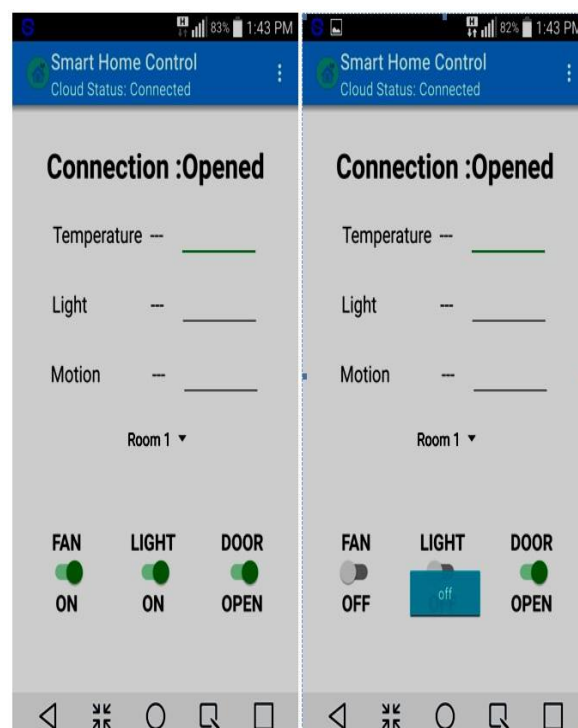 83% 1:43 PM
Smart Home Control
Cloud Status: Connected
Connection :Opened
Temperature ---
Light ---
Motion ---
Room 1
FAN LIGHT DOOR
ON ON OPEN
82% 1:43 PM
Smart Home Control
Cloud Status: Connected
Connection :Opened
Temperature ---
Light ---
Motion ---
Room 1
FAN LIGHT DOOR
OFF off OPEN